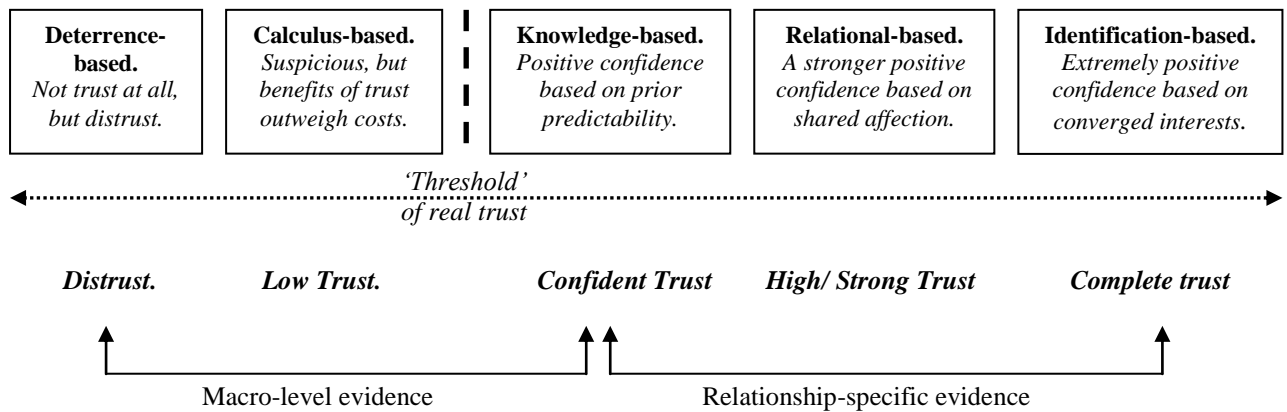 Deterrence-
based.
Not trust at all,
but distrust.
Calculus-based.
Suspicious, but
benefits of trust
outweigh costs.
Knowledge-based.
Positive confidence
based on prior
predictability.
Relational-based.
A stronger positive
confidence based on
shared affection.
Identification-based.
Extremely positive
confidence based on
converged interests.
‘Threshold’
of real trust
Distrust.
Low Trust.
Confident Trust
High/ Strong Trust
Complete trust
Macro-level evidence
Relationship-specific evidence